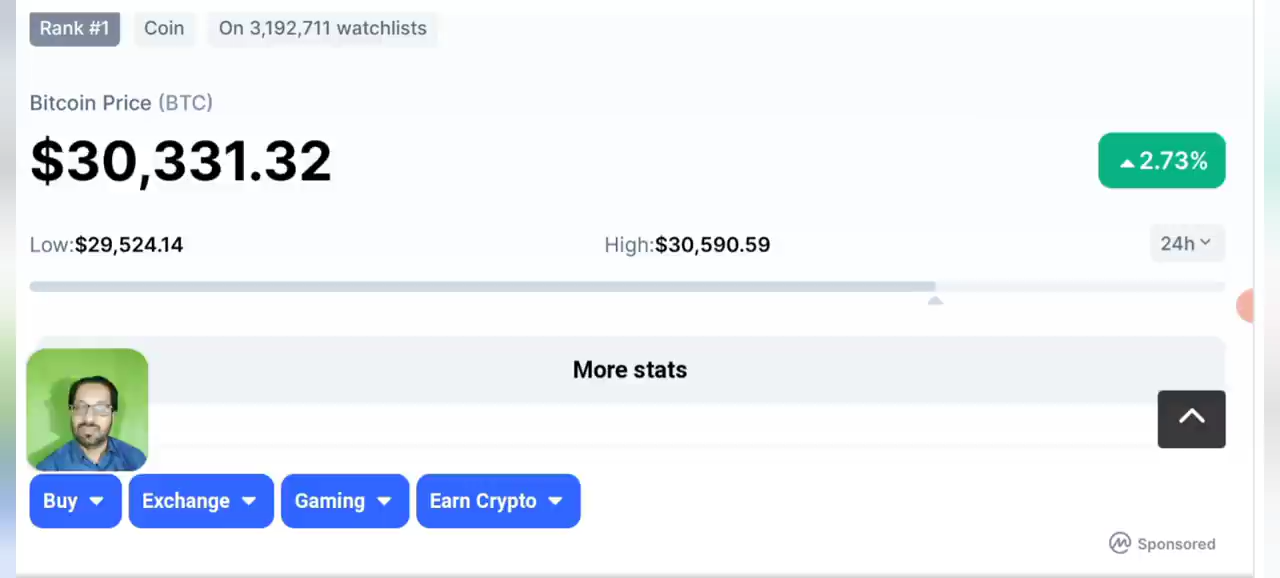 Rank #1 Coin On 3,192,711 watchlists
Bitcoin Price (BTC)
$30,331.32
2.73%
Low:$29,524.14 High:$30,590.59 24h
More stats
Buy Exchange Gaming Earn Crypto
Sponsored